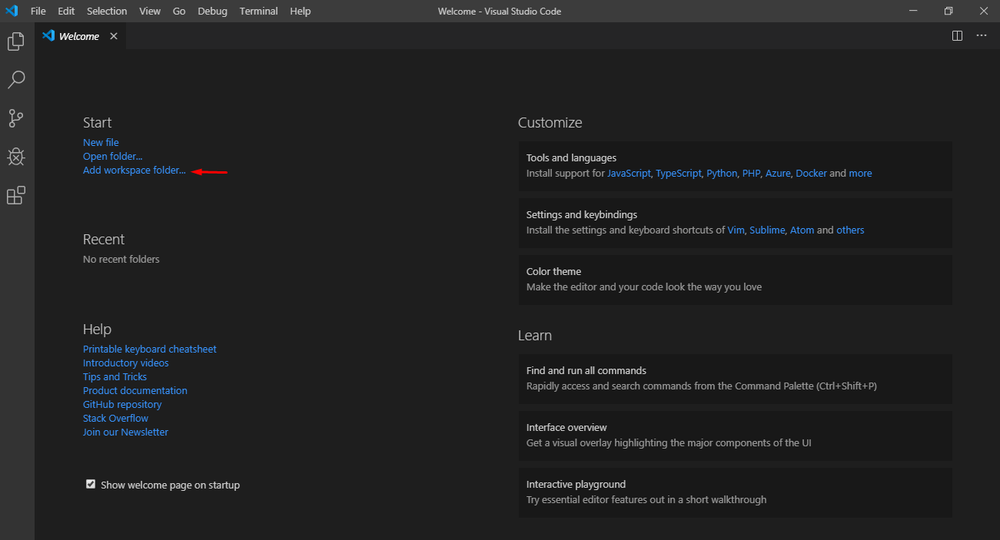 File Edit Selection View Go Debug Terminal Help
Welcome - Visual Studio Code
Welcome
Start
New file
Open folder...
Add workspace folder...
Recent
No recent folders
Help
Printable keyboard cheatsheet
Introductory videos
Tips and Tricks
Product documentation
GitHub repository
Stack Overflow
Join our Newsletter
Show welcome page on startup
Customize
Tools and languages
Install support for JavaScript, TypeScript, Python, PHP, Azure, Docker and more
Settings and keybindings
Install the settings and keyboard shortcuts of Vim, Sublime, Atom and others
Color theme
Make the editor and your code look the way you love
Learn
Find and run all commands
Rapidly access and search commands from the Command Palette (Ctrl+Shift+P)
Interface overview
Get a visual overlay highlighting the major components of the UI
Interactive playground
Try essential editor features out in a short walkthrough